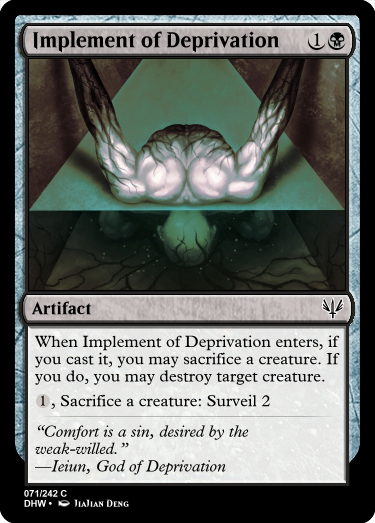 Implement of Deprivation 1
Artifact
When Implement of Deprivation enters, if
you cast it, you may sacrifice a creature. If
you do, you may destroy target creature.
1 , Sacrifice a creature: Surveil 2
“Comfort is a sin, desired by the
weak-willed.”
—Ieiun, God of Deprivation
071/242 C
DHW • JiaJian Deng